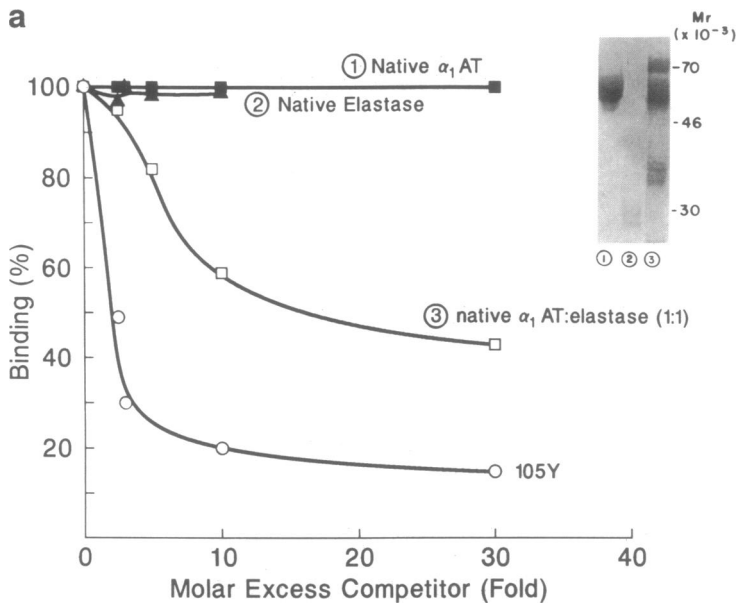 a
① Native α₁ AT
② Native Elastase
③ native α₁ AT:elastase (1:1)
105Y
Binding (%)
100
80
60
40
20
0
10
20
30
40
Molar Excess Competitor (Fold)
Mr
(x 10⁻³)
-70
-46
-30
① ② ③